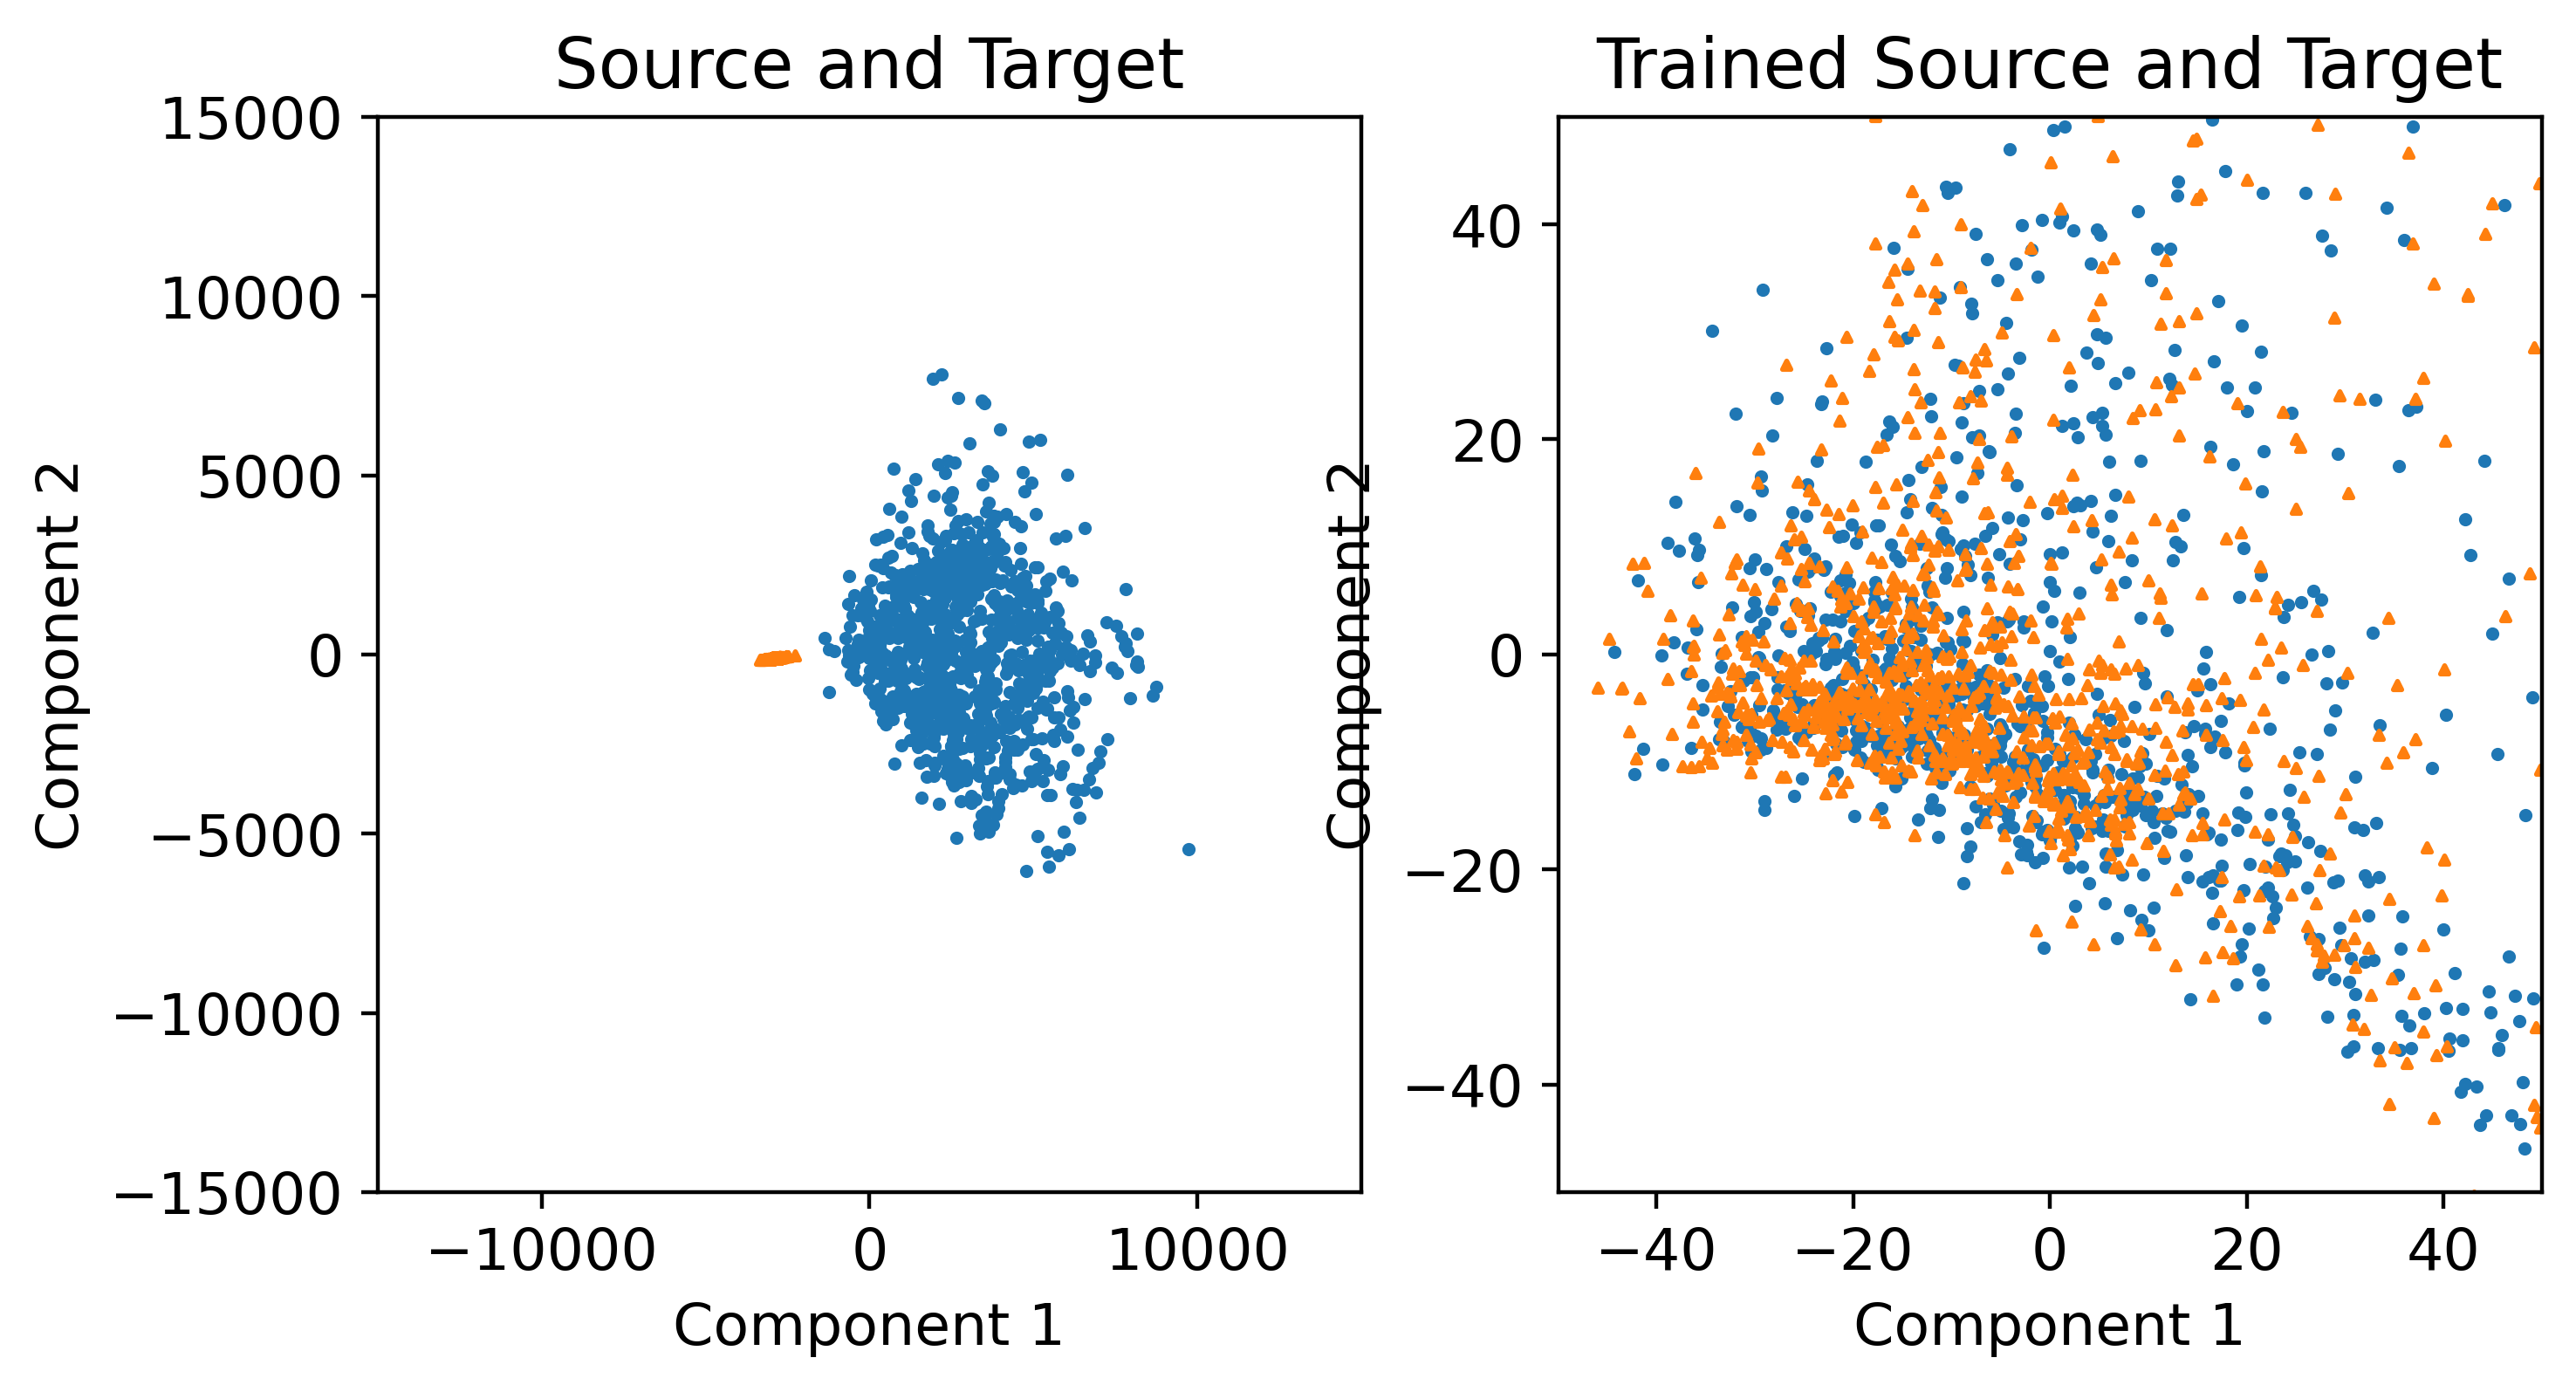 Source and Target
15000
10000
5000
0
−5000
−10000
−15000
Component 2
−10000 0 10000
Component 1
Trained Source and Target
40
20
0
−20
−40
Component 2
−40 −20 0 20 40
Component 1